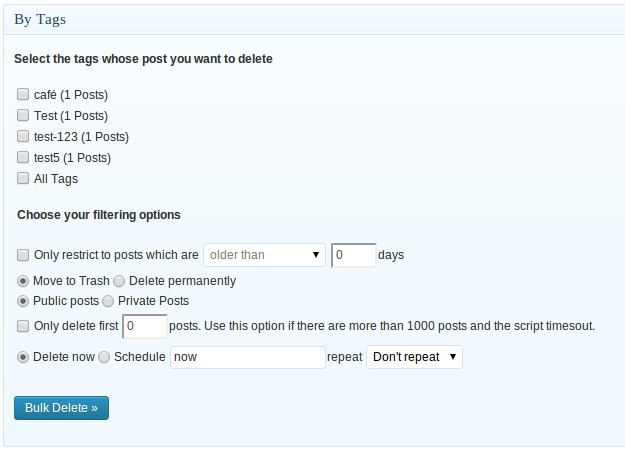 By Tags
Select the tags whose post you want to delete
café (1 Posts)
Test (1 Posts)
test-123 (1 Posts)
test5 (1 Posts)
All Tags
Choose your filtering options
Only restrict to posts which are older than 0 days
Move to Trash Delete permanently
Public posts Private Posts
Only delete first 0 posts. Use this option if there are more than 1000 posts and the script timesout.
Delete now Schedule now repeat Don't repeat
Bulk Delete »